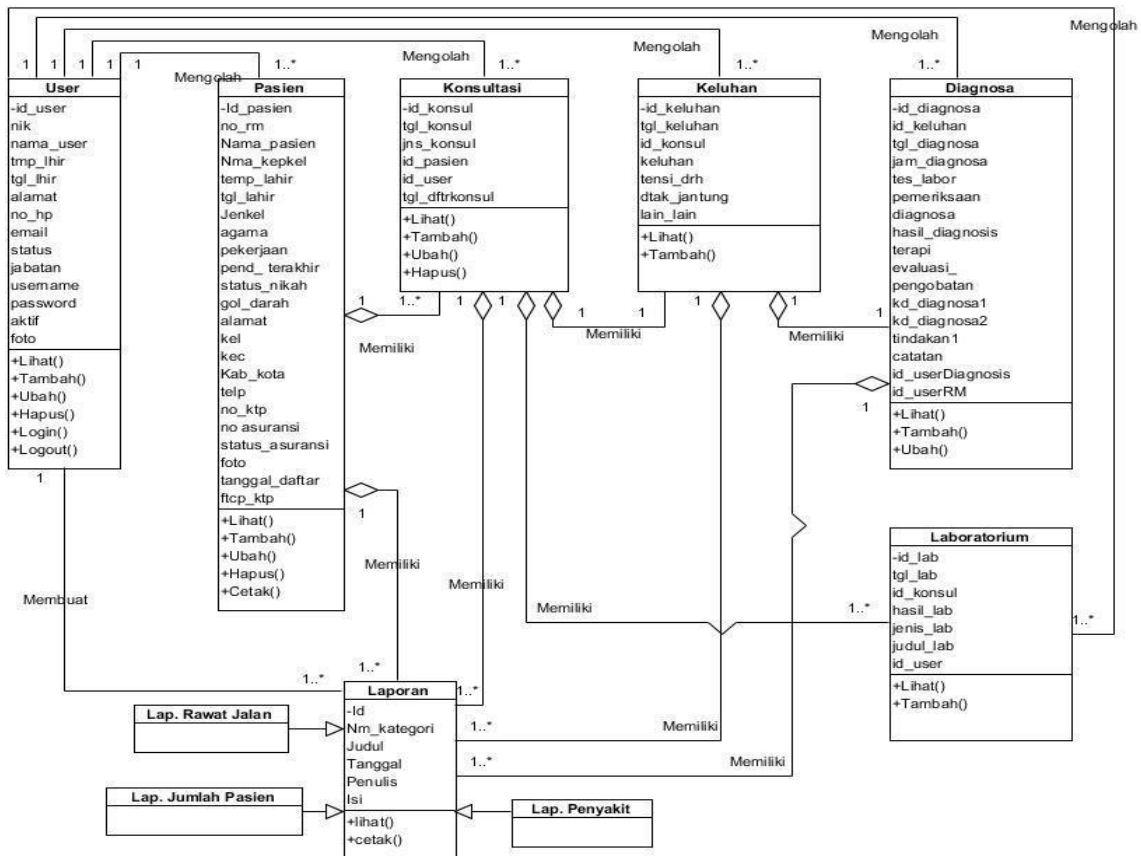 Mengolah
Mengolah
Mengolah
Mengolah
Mengolah
1 1 1 1 1 1..* 1..* 1..* 1..*
User
-id_user
nik
nama_user
tmp_lhir
tgl_lhir
alamat
no_hp
email
status
jabatan
username
password
aktif
foto
+Lihat()
+Tambah()
+Ubah()
+Hapus()
+Login()
+Logout()
1
Membuat
1..*
Pasien
-Id_pasien
no_rm
Nama_pasien
Nma_kepkel
temp_lahir
tgl_lahir
Jenkel
agama
pekerjaan
pend_ terakhir
status_nikah
gol_darah
alamat
kel
kec
Kab_kota
telp
no_ktp
no asuransi
status_asuransi
foto
tanggal_daftar
ftcp_ktp
+Lihat()
+Tambah()
+Ubah()
+Hapus()
+Cetak()
1 1..*
Memiliki
1
Memiliki
1..*
Konsultasi
-id_konsul
tgl_konsul
jns_konsul
id_pasien
id_user
tgl_dftrkonsul
+Lihat()
+Tambah()
+Ubah()
+Hapus()
1 1 1 1
Memiliki
Memiliki
1..*
Memiliki
1..*
Keluhan
-id_keluhan
tgl_keluhan
id_konsul
keluhan
tensi_drh
dtak_jantung
lain_lain
+Lihat()
+Tambah()
1 1 1
Memiliki
Memiliki
1..*
Diagnosa
-id_diagnosa
id_keluhan
tgl_diagnosa
jam_diagnosa
tes_labor
pemeriksaan
diagnosa
hasil_diagnosis
terapi
evaluasi_
pengobatan
kd_diagnosa1
kd_diagnosa2
tindakan1
catatan
id_userDiagnosis
id_userRM
+Lihat()
+Tambah()
+Ubah()
1
Memiliki
1..*
Laboratorium
-id_lab
tgl_lab
id_konsul
hasil_lab
jenis_lab
judul_lab
id_user
+Lihat()
+Tambah()
1..*
Laporan
-Id
Nm_kategori
Judul
Tanggal
Penulis
Isi
+lihat()
+cetak()
Lap. Rawat Jalan
Lap. Jumlah Pasien
Lap. Penyakit